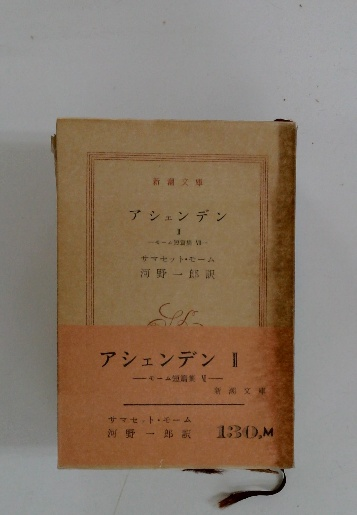 新潮文庫
アシェンデン
II
—モーム短篇集 VI—
サマセット・モーム
河野一郎訳
アシェンデン II
—モーム短篇集 VI—
新潮文庫
サマセット・モーム
河野一郎訳
130.M